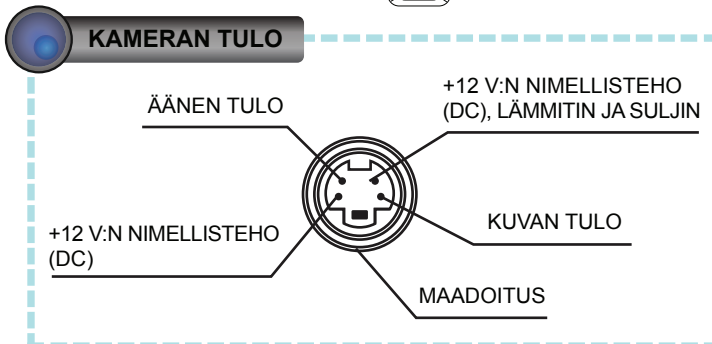 KAMERAN TULO
ÄÄNEN TULO
+12 V:N NIMELLISTEHO
(DC), LÄMMITIN JA SULJIN
+12 V:N NIMELLISTEHO
(DC)
KUVAN TULO
MAADOITUS